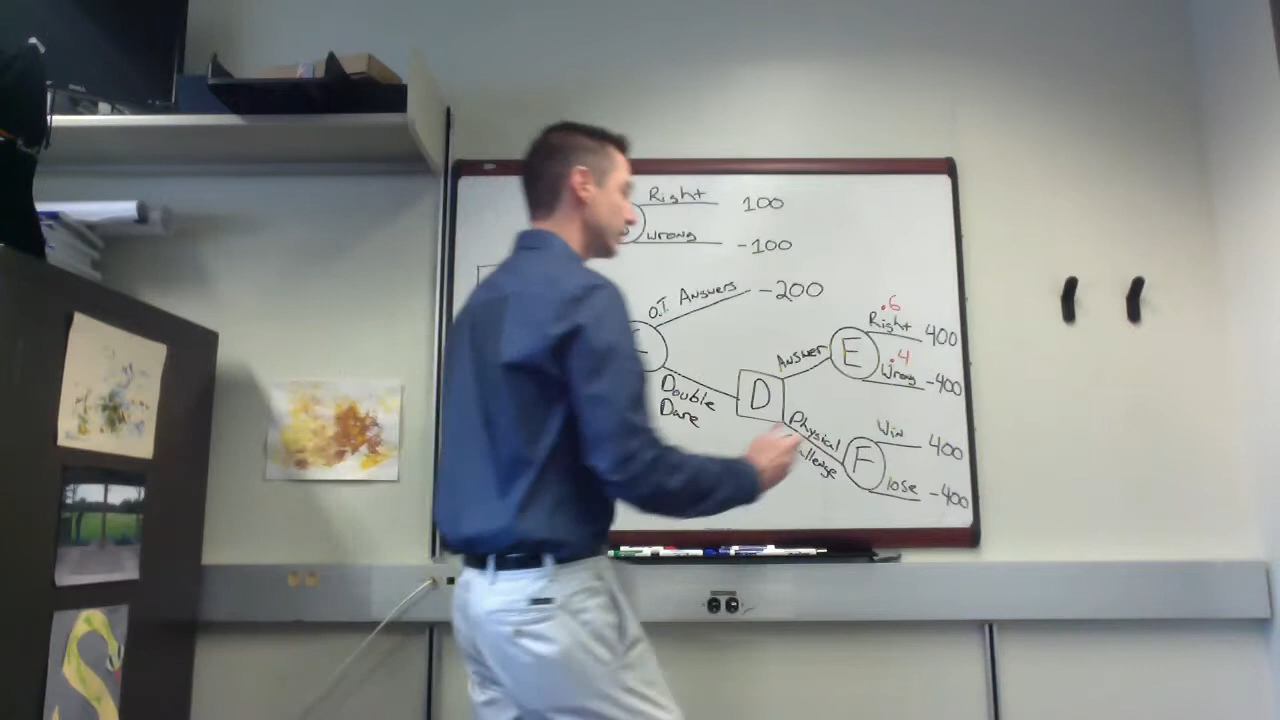 Right 100
Wrong -100
O.T Answers -200
.6
Right 400
Answer E .4
Wrong -400
Double D
Dare
Physical Win 400
F
lose -400